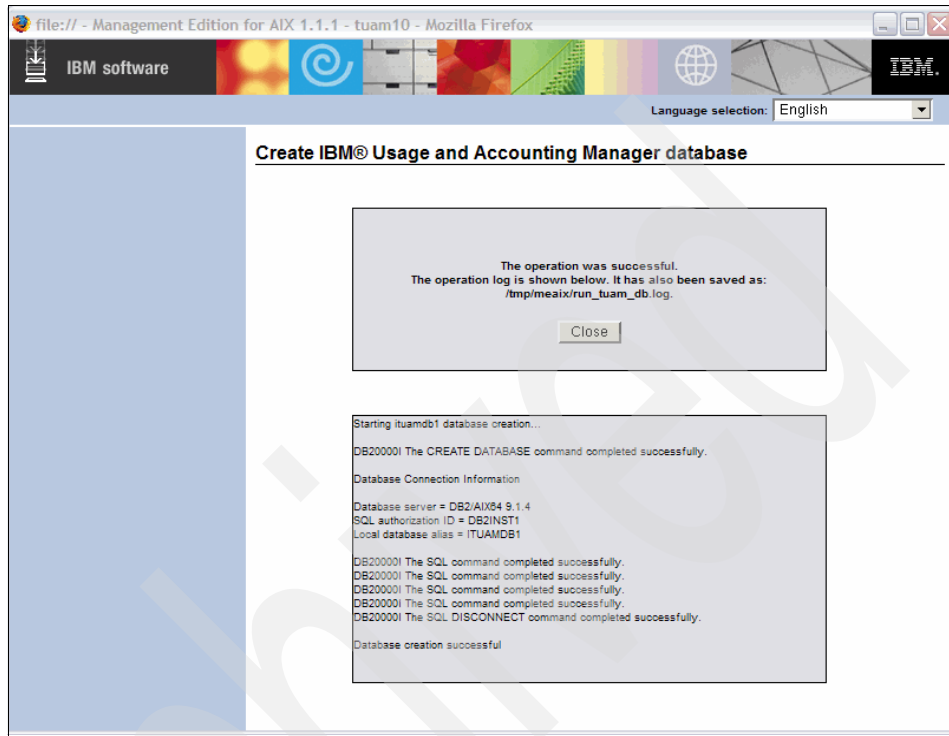 file:// - Management Edition for AIX 1.1.1 - tuam10 - Mozilla Firefox
IBM software
IBM.
Language selection: English
Create IBM® Usage and Accounting Manager database
The operation was successful.
The operation log is shown below. It has also been saved as:
/tmp/meaix/run_tuam_db.log.
Close
Starting ituamdb1 database creation...
DB20000I The CREATE DATABASE command completed successfully.
Database Connection Information
Database server = DB2/AIX64 9.1.4
SQL authorization ID = DB2INST1
Local database alias = ITUAMDB1
DB20000I The SQL command completed successfully.
DB20000I The SQL command completed successfully.
DB20000I The SQL command completed successfully.
DB20000I The SQL command completed successfully.
DB20000I The SQL DISCONNECT command completed successfully.
Database creation successful